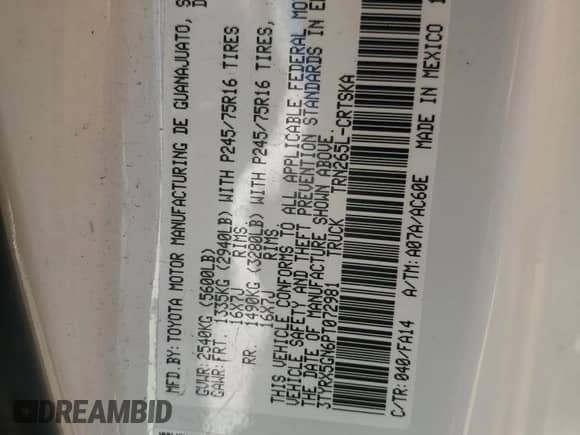 MFD.BY: TOYOTA MOTOR MANUFACTURING DE GUANAJUATO, S
GVWR: 2540KG (5600LB)
GAWR: FRT. 1335KG (2940LB) WITH P245/75R16 TIRES
16X7J RIMS.
RR. 1490KG (3280LB) WITH P245/75R16 TIRES,
16X7J RIMS.
THIS VEHICLE CONFORMS TO ALL APPLICABLE FEDERAL MO
VEHICLE SAFETY AND THEFT PREVENTION STANDARDS IN E
THE DATE OF MANUFACTURE SHOWN ABOVE.
3TYRX5GN6PT072981 TRUCK TRN265L-CRTSKA
C/TR: 040/FA14 A/TM: A07A/AC60E MADE IN MEXICO
DREAMBID